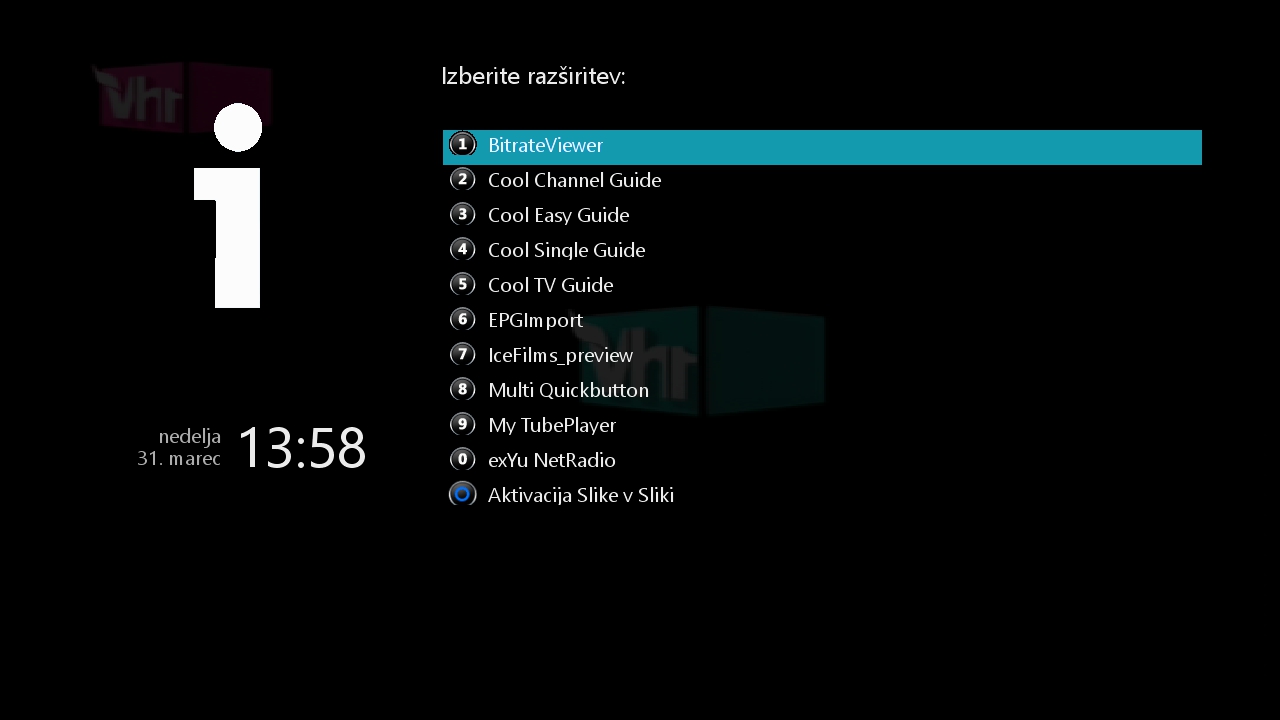 Vh1
Izberite razširitev:
1 BitrateViewer
2 Cool Channel Guide
3 Cool Easy Guide
4 Cool Single Guide
5 Cool TV Guide
6 EPGImport
7 IceFilms_preview
8 Multi Quickbutton
9 My TubePlayer
0 exYu NetRadio
Aktivacija Slike v Sliki
nedelja
31. marec
13:58
Vh1